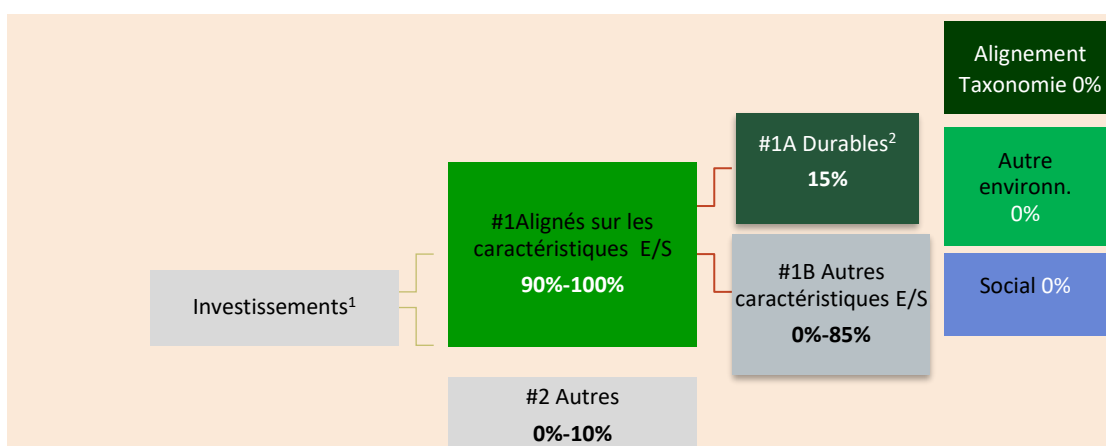 Investissements¹
#1Alignés sur les
caractéristiques E/S
90%-100%
#2 Autres
0%-10%
#1A Durables²
15%
#1B Autres
caractéristiques E/S
0%-85%
Alignement
Taxonomie 0%
Autre
environn.
0%
Social 0%